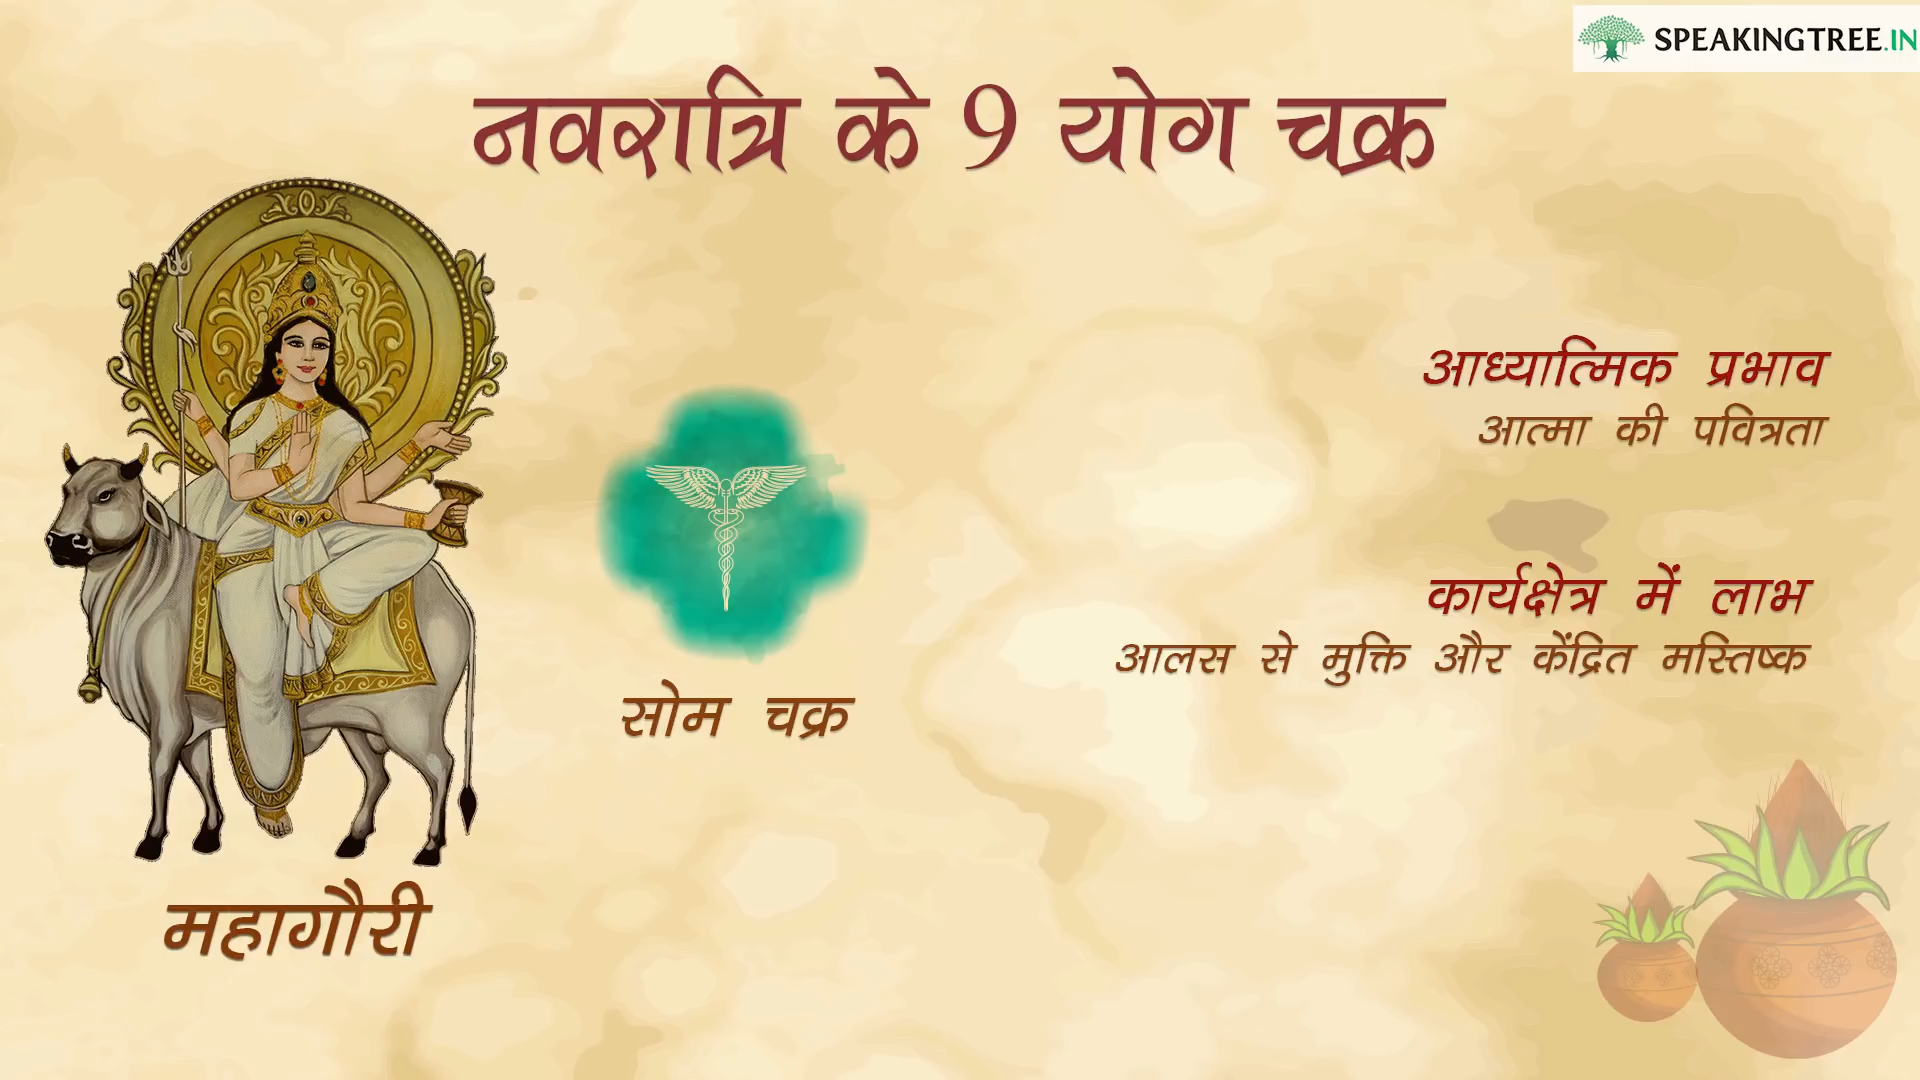 SPEAKINGTREE.IN
नवरात्रि के 9 योग चक्र
आध्यात्मिक प्रभाव
आत्मा की पवित्रता
कार्यक्षेत्र में लाभ
आलस से मुक्ति और केंद्रित मस्तिष्क
सोम चक्र
महागौरी